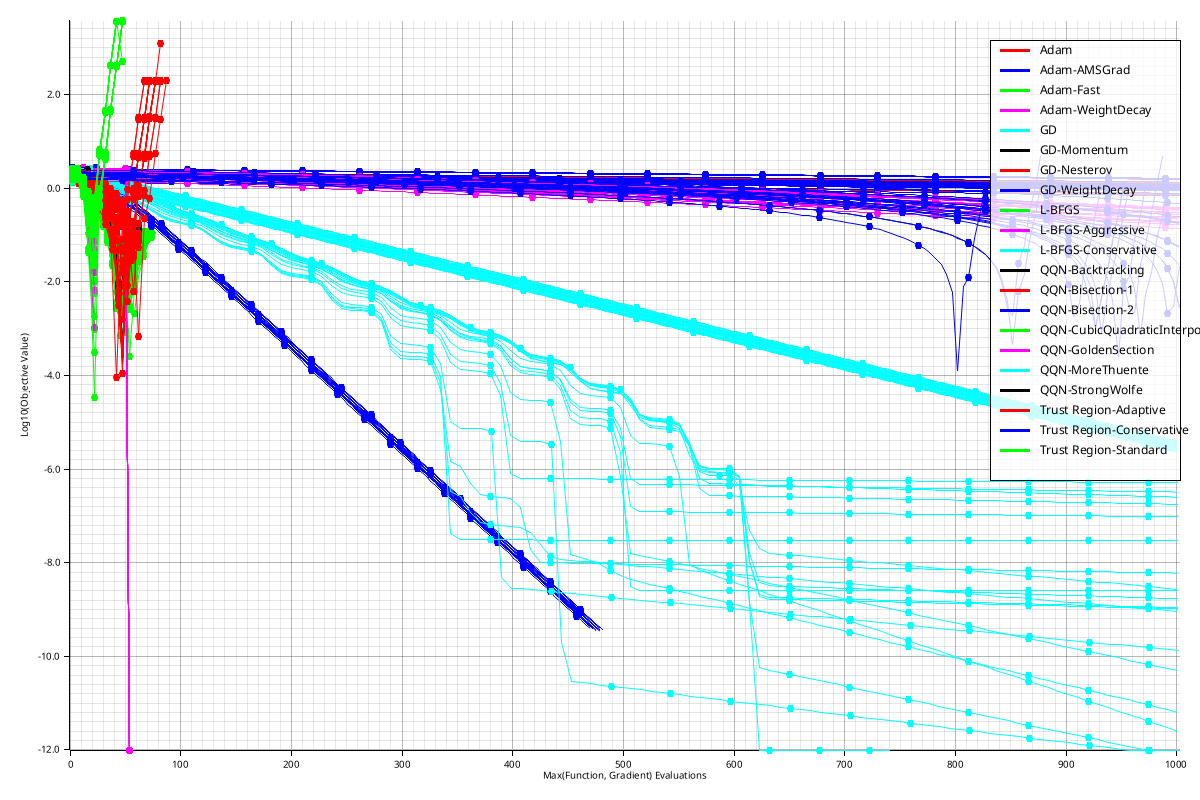 2.0
0.0
-2.0
-4.0
-6.0
-8.0
-10.0
-12.0
Log10(Objective Value)
0
100
200
300
400
500
600
700
800
900
1000
Max(Function, Gradient) Evaluations
Adam
Adam-AMSGrad
Adam-Fast
Adam-WeightDecay
GD
GD-Momentum
GD-Nesterov
GD-WeightDecay
L-BFGS
L-BFGS-Aggressive
L-BFGS-Conservative
QQN-Backtracking
QQN-Bisection-1
QQN-Bisection-2
QQN-CubicQuadraticInterpo
QQN-GoldenSection
QQN-MoreThuente
QQN-StrongWolfe
Trust Region-Adaptive
Trust Region-Conservative
Trust Region-Standard